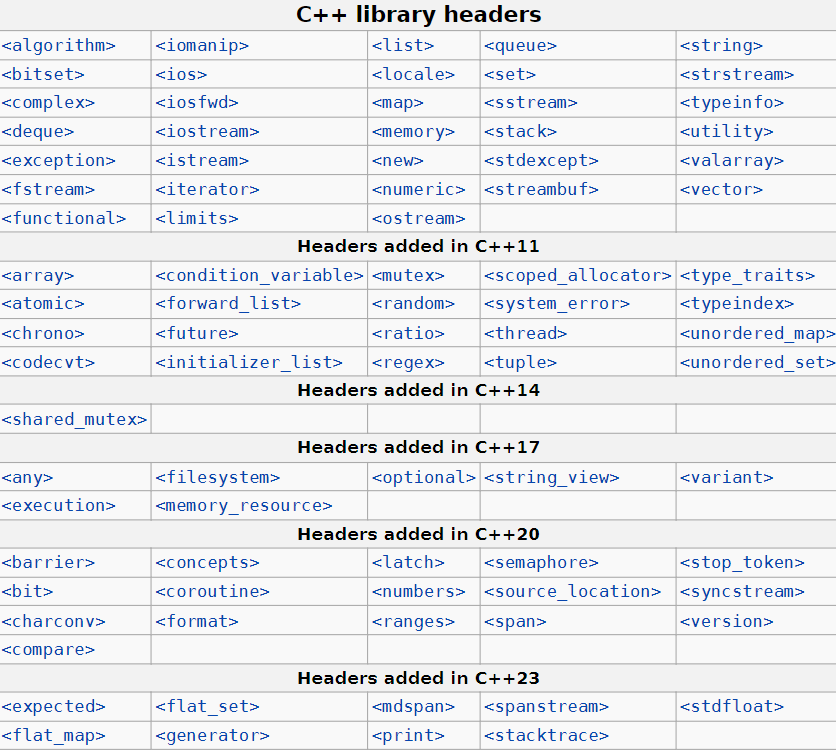 C++ library headers
<algorithm> <iomanip> <list> <queue> <string>
<bitset> <ios> <locale> <set> <strstream>
<complex> <iosfwd> <map> <sstream> <typeinfo>
<deque> <iostream> <memory> <stack> <utility>
<exception> <istream> <new> <stdexcept> <valarray>
<fstream> <iterator> <numeric> <streambuf> <vector>
<functional> <limits> <ostream>
Headers added in C++11
<array> <condition_variable> <mutex> <scoped_allocator> <type_traits>
<atomic> <forward_list> <random> <system_error> <typeindex>
<chrono> <future> <ratio> <thread> <unordered_map>
<codecvt> <initializer_list> <regex> <tuple> <unordered_set>
Headers added in C++14
<shared_mutex>
Headers added in C++17
<any> <filesystem> <optional> <string_view> <variant>
<execution> <memory_resource>
Headers added in C++20
<barrier> <concepts> <latch> <semaphore> <stop_token>
<bit> <coroutine> <numbers> <source_location> <syncstream>
<charconv> <format> <ranges> <span> <version>
<compare>
Headers added in C++23
<expected> <flat_set> <mdspan> <spanstream> <stdfloat>
<flat_map> <generator> <print> <stacktrace>